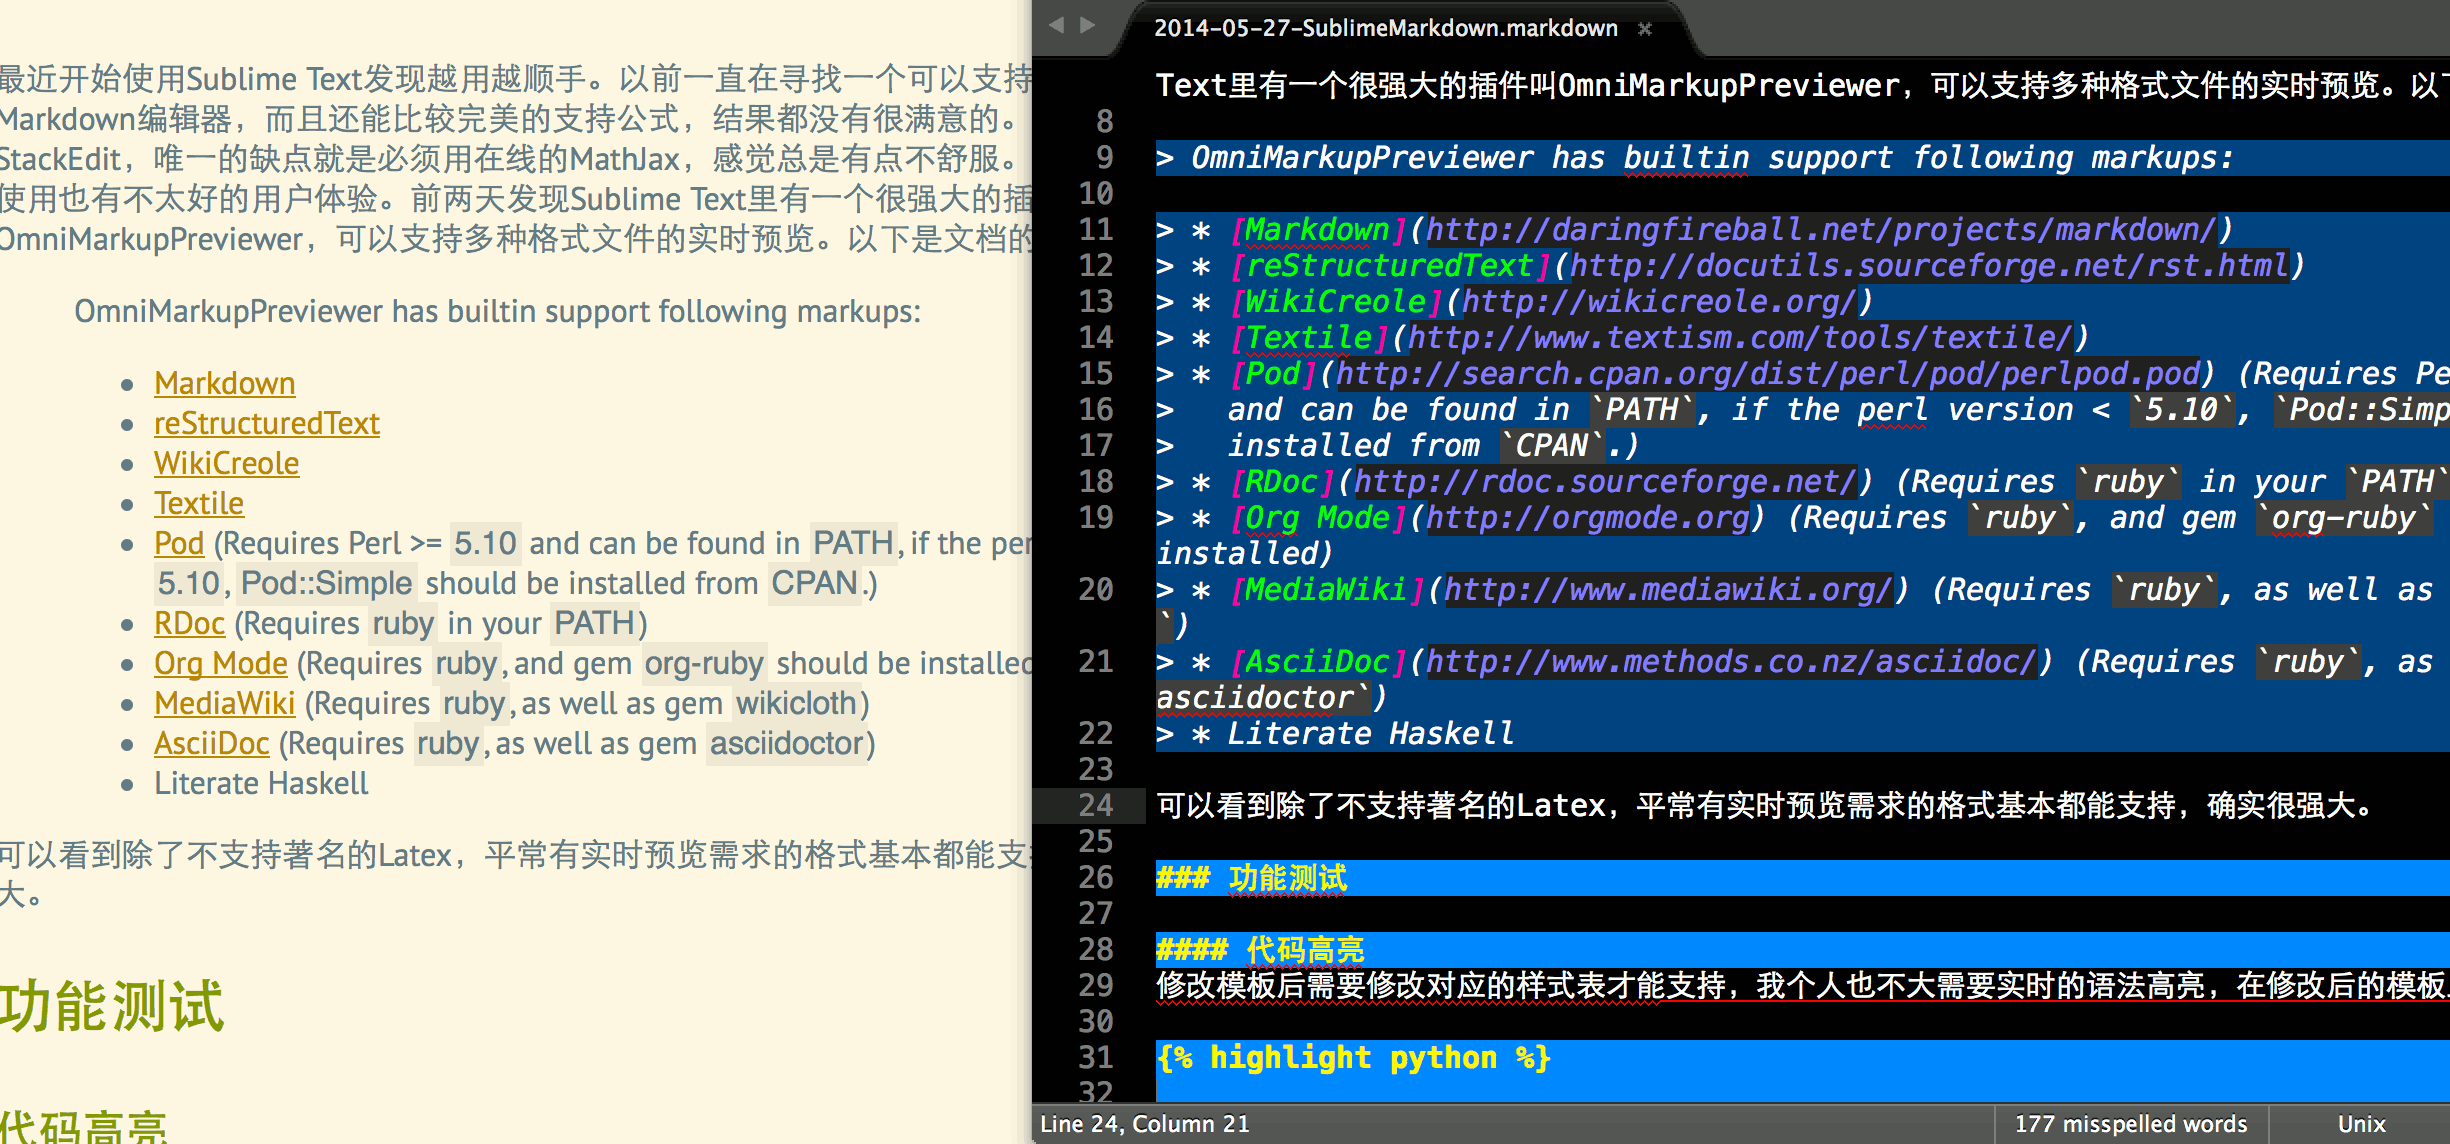 最近开始使用Sublime Text发现越用越顺手。以前一直在寻找一个可以支持
Markdown编辑器，而且还能比较完美的支持公式，结果都没有很满意的。
StackEdit，唯一的缺点就是必须用在线的MathJax，感觉总是有点不舒服。
使用也有不太好的用户体验。前两天发现Sublime Text里有一个很强大的插
OmniMarkupPreviewer，可以支持多种格式文件的实时预览。以下是文档的
OmniMarkupPreviewer has builtin support following markups:
• Markdown
• reStructuredText
• WikiCreole
• Textile
• Pod (Requires Perl >= 5.10 and can be found in PATH, if the per
5.10, Pod::Simple should be installed from CPAN.)
• RDoc (Requires ruby in your PATH)
• Org Mode (Requires ruby, and gem org-ruby should be installed
• MediaWiki (Requires ruby, as well as gem wikicloth)
• AsciiDoc (Requires ruby, as well as gem asciidoctor)
• Literate Haskell
可以看到除了不支持著名的Latex，平常有实时预览需求的格式基本都能支
大。
功能测试
代码高亮
2014-05-27-SublimeMarkdown.markdown ×
Text里有一个很强大的插件叫OmniMarkupPreviewer，可以支持多种格式文件的实时预览。以下
8
9 > OmniMarkupPreviewer has builtin support following markups:
10
11 > * [Markdown](http://daringfireball.net/projects/markdown/)
12 > * [reStructuredText](http://docutils.sourceforge.net/rst.html)
13 > * [WikiCreole](http://wikicreole.org/)
14 > * [Textile](http://www.textism.com/tools/textile/)
15 > * [Pod](http://search.cpan.org/dist/perl/pod/perlpod.pod) (Requires Pe
16 >   and can be found in `PATH`, if the perl version < `5.10`, `Pod::Simp
17 >   installed from `CPAN`.)
18 > * [RDoc](http://rdoc.sourceforge.net/) (Requires `ruby` in your `PATH`
19 > * [Org Mode](http://orgmode.org) (Requires `ruby`, and gem `org-ruby`
installed)
20 > * [MediaWiki](http://www.mediawiki.org/) (Requires `ruby`, as well as
`)
21 > * [AsciiDoc](http://www.methods.co.nz/asciidoc/) (Requires `ruby`, as
asciidoctor`)
22 > * Literate Haskell
23
24 可以看到除了不支持著名的Latex，平常有实时预览需求的格式基本都能支持，确实很强大。
25
26 ### 功能测试
27
28 #### 代码高亮
29 修改模板后需要修改对应的样式表才能支持，我个人也不大需要实时的语法高亮，在修改后的模板
30
31 {% highlight python %}
32
Line 24, Column 21
177 misspelled words
Unix